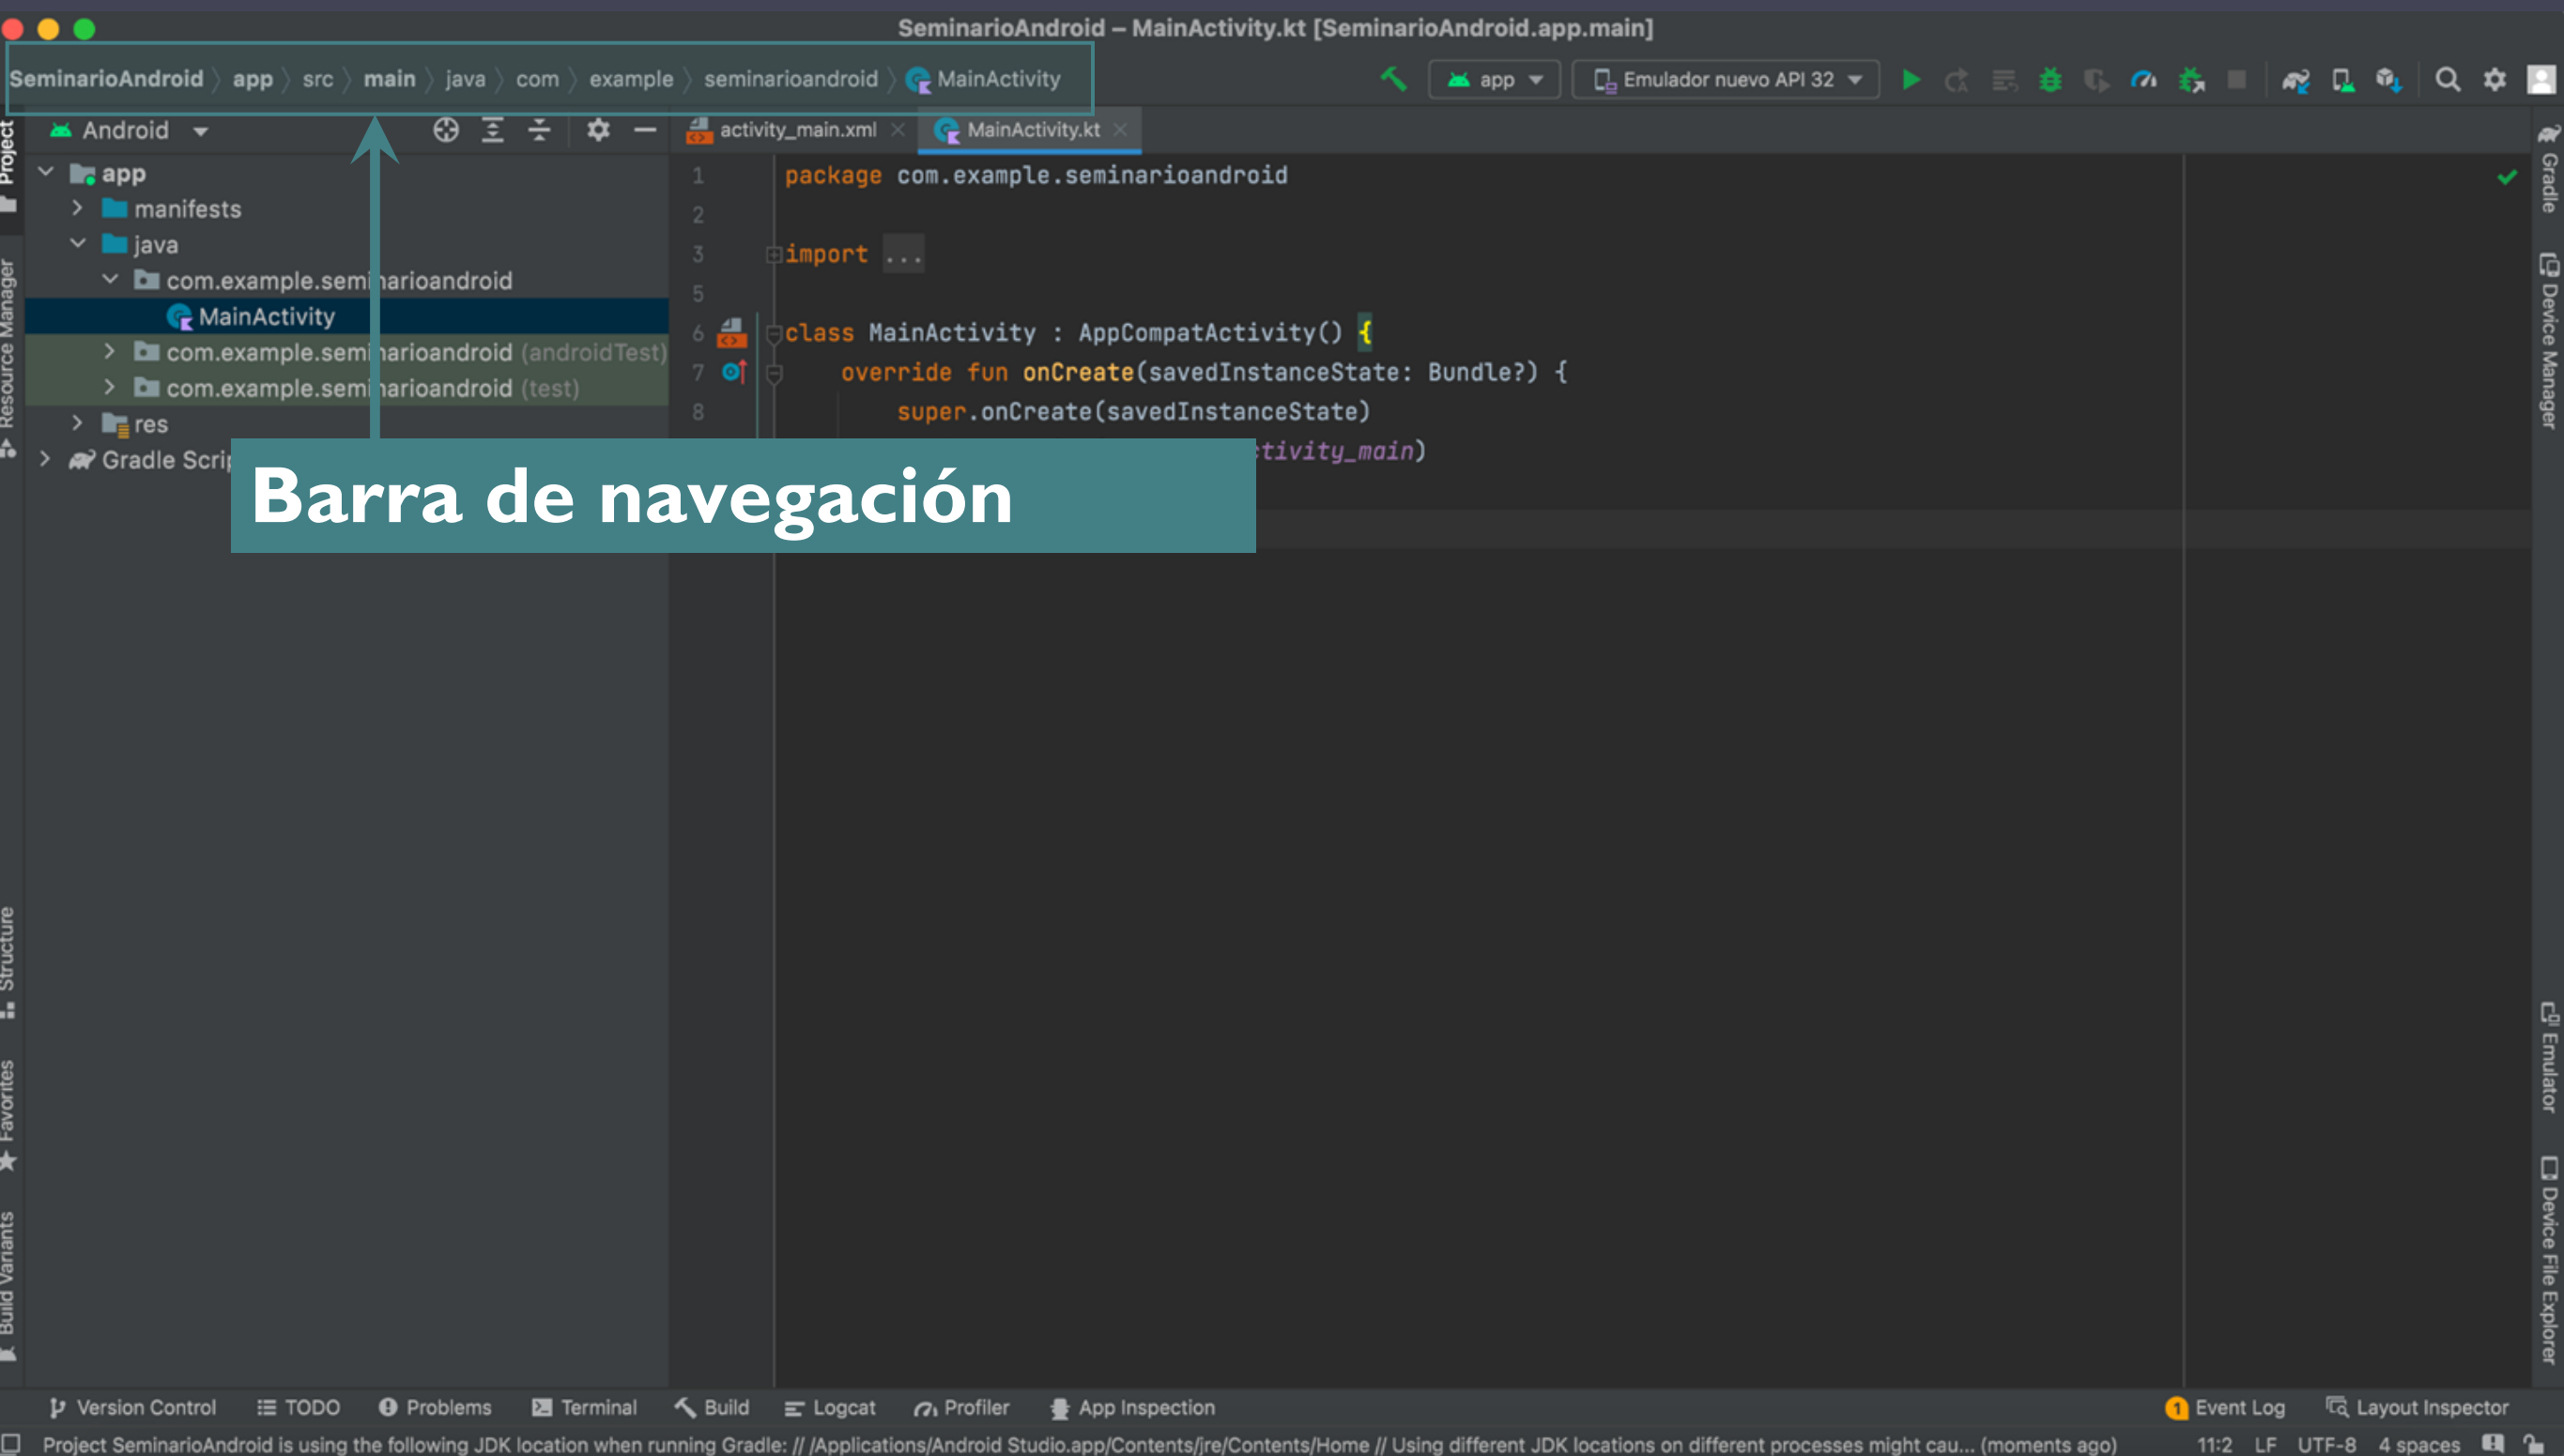 SeminarioAndroid – MainActivity.kt [SeminarioAndroid.app.main]
SeminarioAndroid 〉 app 〉 src 〉 main 〉 java 〉 com 〉 example 〉 seminarioandroid 〉 MainActivity
app
Emulador nuevo API 32
Project
Resource Manager
Structure
Favorites
Build Variants
Android
app
manifests
java
com.example.seminarioandroid
MainActivity
com.example.seminarioandroid (androidTest)
com.example.seminarioandroid (test)
res
Gradle
activity_main.xml
MainActivity.kt
1 package com.example.seminarioandroid
2
3 import ...
5
6 class MainActivity : AppCompatActivity() {
7 override fun onCreate(savedInstanceState: Bundle?) {
8 super.onCreate(savedInstanceState)
ctivity_main)
Barra de navegación
Gradle
Device Manager
Emulator
Device File Explorer
Version Control
TODO
Problems
Terminal
Build
Logcat
Profiler
App Inspection
1 Event Log
Layout Inspector
Project SeminarioAndroid is using the following JDK location when running Gradle: // /Applications/Android Studio.app/Contents/jre/Contents/Home // Using different JDK locations on different processes might cau... (moments ago)
11:2 LF UTF-8 4 spaces